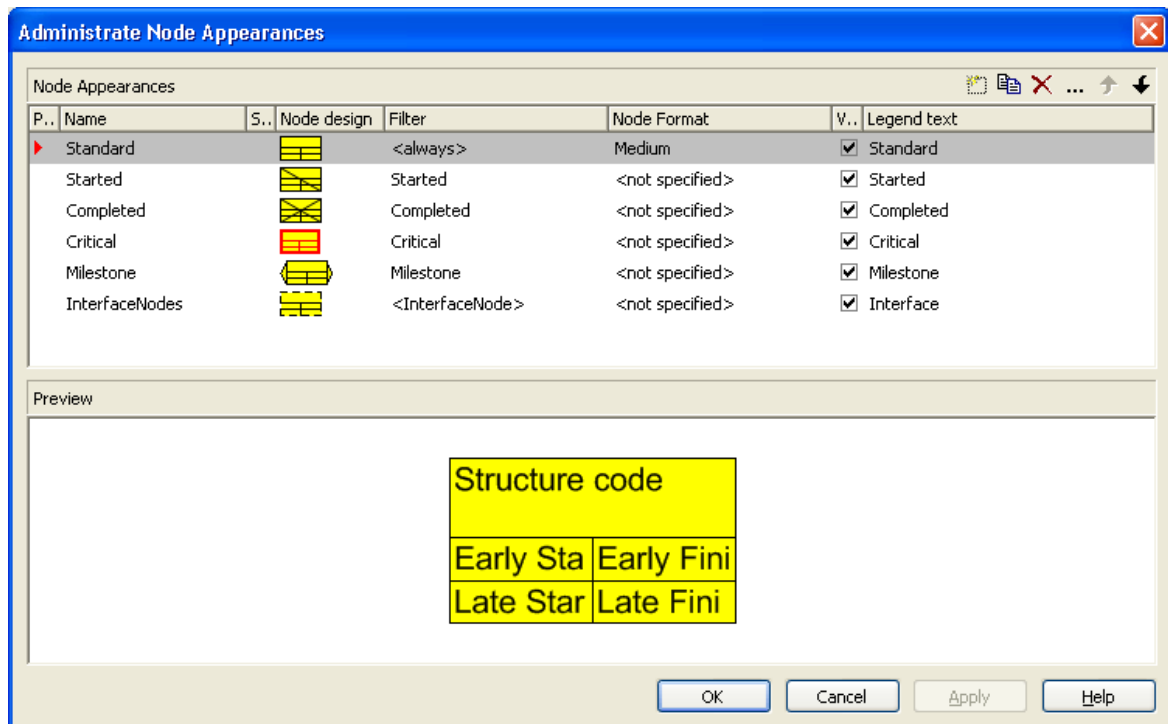 Administrate Node Appearances
Node Appearances
...
P.. Name S.. Node design Filter Node Format V.. Legend text
Standard <always> Medium Standard
Started Started <not specified> Started
Completed Completed <not specified> Completed
Critical Critical <not specified> Critical
Milestone Milestone <not specified> Milestone
InterfaceNodes <InterfaceNode> <not specified> Interface
Preview
Structure code
Early Sta Early Fini
Late Star Late Fini
OK Cancel Apply Help